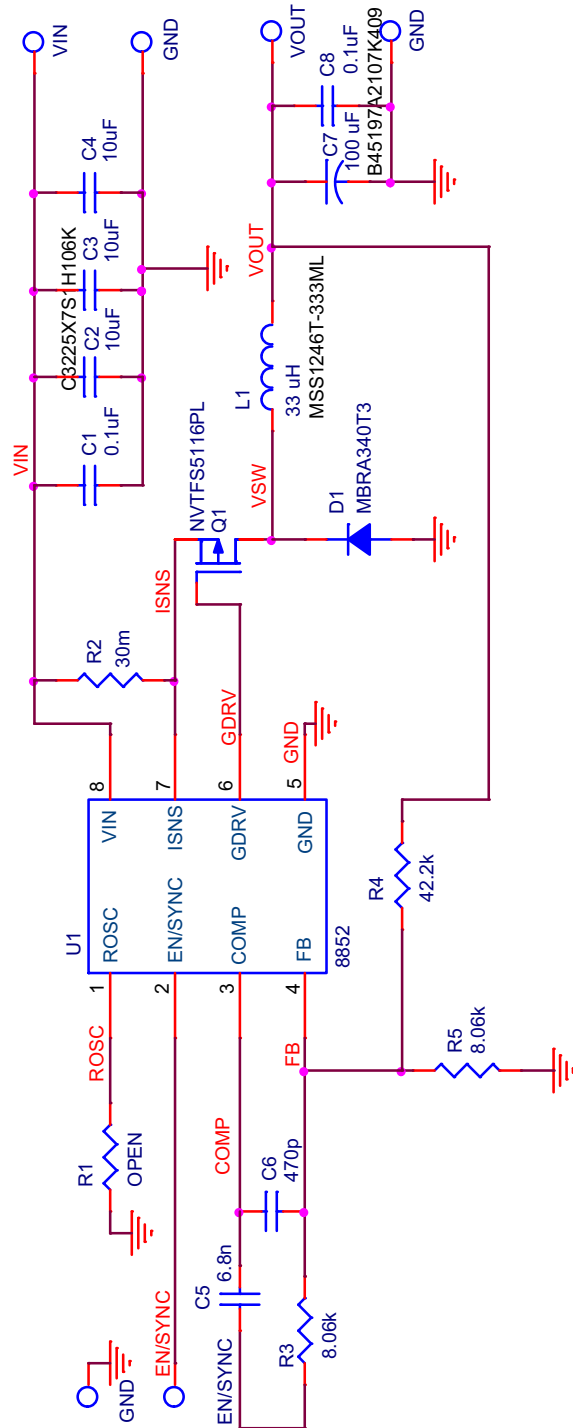 GND
EN/SYNC
EN/SYNC
R1
OPEN
ROSC
C5
6.8n
COMP
C6
470p
R3
8.06k
FB
U1
8852
1
ROSC
2
EN/SYNC
3
COMP
4
FB
8
VIN
7
ISNS
6
GDRV
5
GND
GND
GDRV
R2
30m
ISNS
NVTFS5116PL
Q1
VSW
D1
MBRA340T3
L1
33 uH
MSS1246T-333ML
VOUT
R4
42.2k
R5
8.06k
VIN
C1
0.1uF
C2
10uF
C3
10uF
C4
10uF
C3225X7S1H106K
VIN
GND
C7
100 uF
B45197A2107K409
C8
0.1uF
VOUT
GND